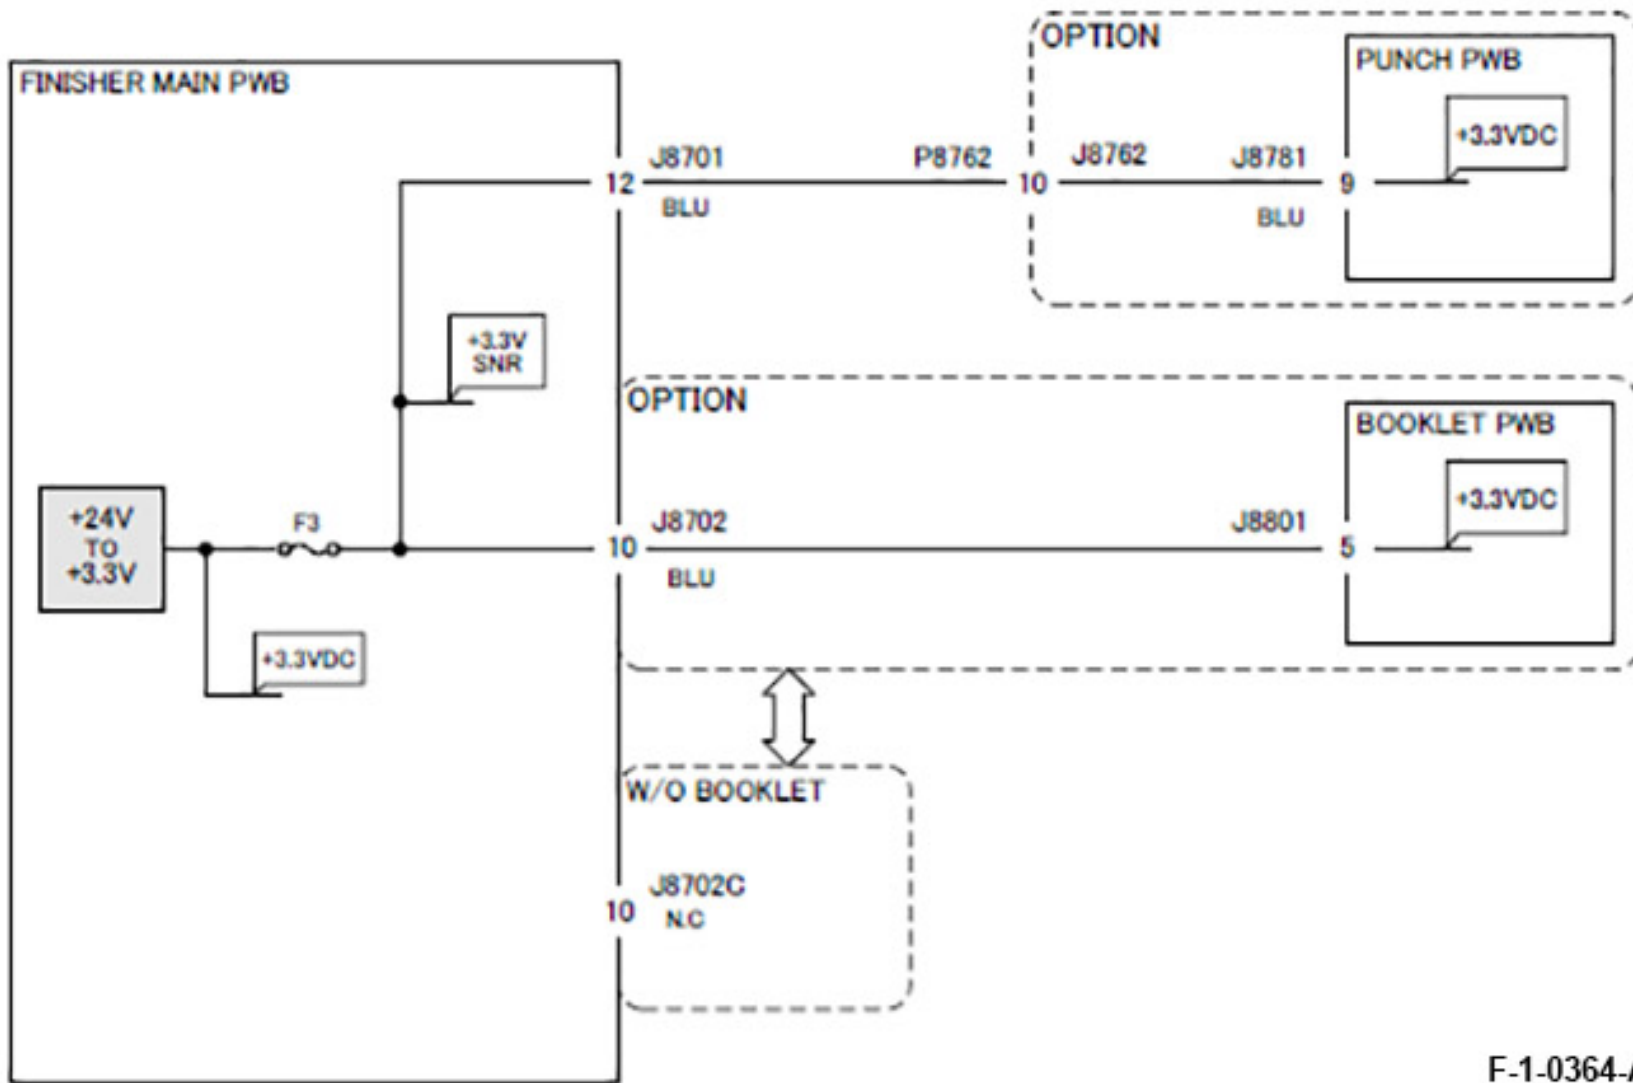 OPTION
PUNCH PWB
FINISHER MAIN PWB
+3.3VDC
J8701
P8762
J8762
J8781
12
10
9
BLU
BLU
+3.3V
SNR
OPTION
BOOKLET PWB
+3.3VDC
+24V
TO
+3.3V
F3
J8702
J8801
10
5
BLU
+3.3VDC
W/O BOOKLET
J8702C
10
N.C
F-1-0364-